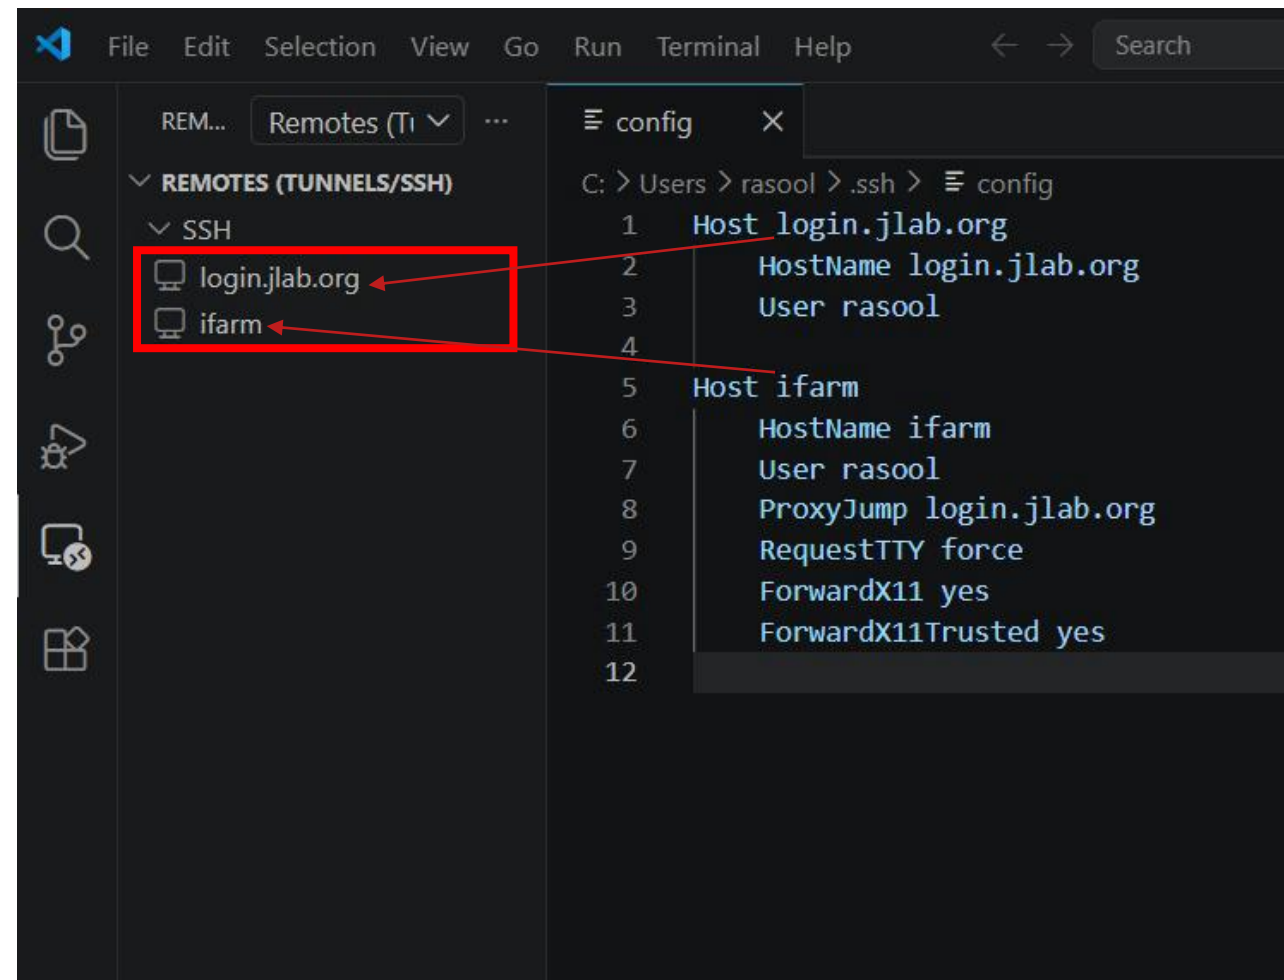 File Edit Selection View Go Run Terminal Help Search
REM... Remotes (Tu ...
REMOTES (TUNNELS/SSH)
SSH
login.jlab.org
ifarm
config
C: > Users > rasool > .ssh > config
1 Host login.jlab.org
2 HostName login.jlab.org
3 User rasool
4
5 Host ifarm
6 HostName ifarm
7 User rasool
8 ProxyJump login.jlab.org
9 RequestTTY force
10 ForwardX11 yes
11 ForwardX11Trusted yes
12